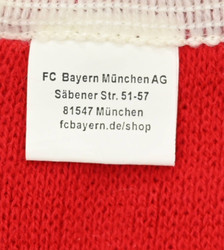 FC Bayern München AG
Säbener Str. 51-57
81547 München
fcbayern.de/shop